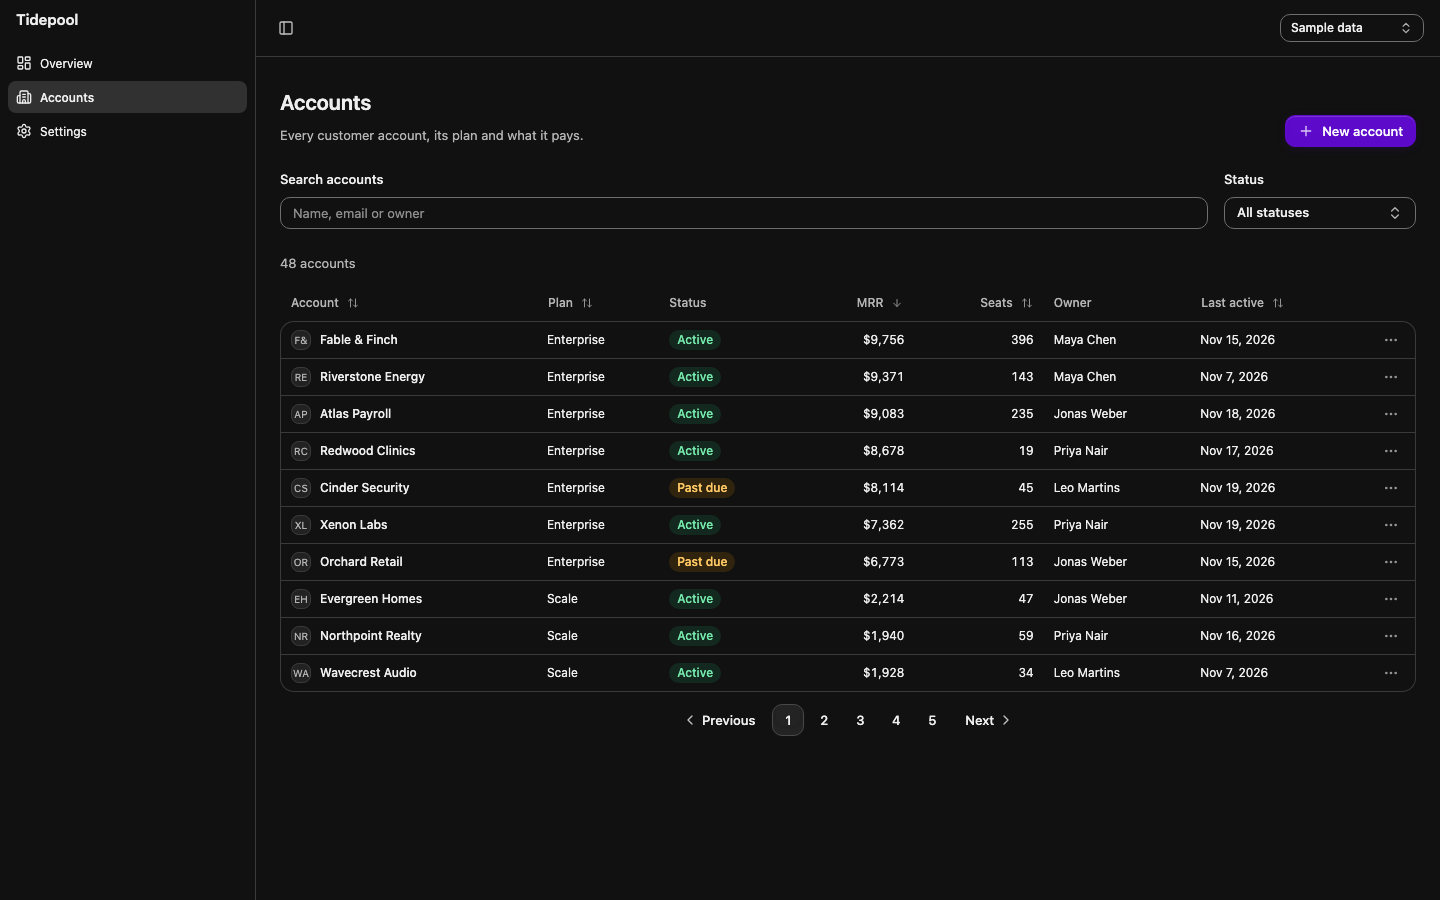 Tidepool
Sample data
Overview
Accounts
Settings
Accounts
Every customer account, its plan and what it pays.
New account
Search accounts
Status
Name, email or owner
All statuses
48 accounts
Account Plan Status MRR Seats Owner Last active
F& Fable & Finch Enterprise Active $9,756 396 Maya Chen Nov 15, 2026
RE Riverstone Energy Enterprise Active $9,371 143 Maya Chen Nov 7, 2026
AP Atlas Payroll Enterprise Active $9,083 235 Jonas Weber Nov 18, 2026
RC Redwood Clinics Enterprise Active $8,678 19 Priya Nair Nov 17, 2026
CS Cinder Security Enterprise Past due $8,114 45 Leo Martins Nov 19, 2026
XL Xenon Labs Enterprise Active $7,362 255 Priya Nair Nov 19, 2026
OR Orchard Retail Enterprise Past due $6,773 113 Jonas Weber Nov 15, 2026
EH Evergreen Homes Scale Active $2,214 47 Jonas Weber Nov 11, 2026
NR Northpoint Realty Scale Active $1,940 59 Priya Nair Nov 16, 2026
WA Wavecrest Audio Scale Active $1,928 34 Leo Martins Nov 7, 2026
Previous 1 2 3 4 5 Next